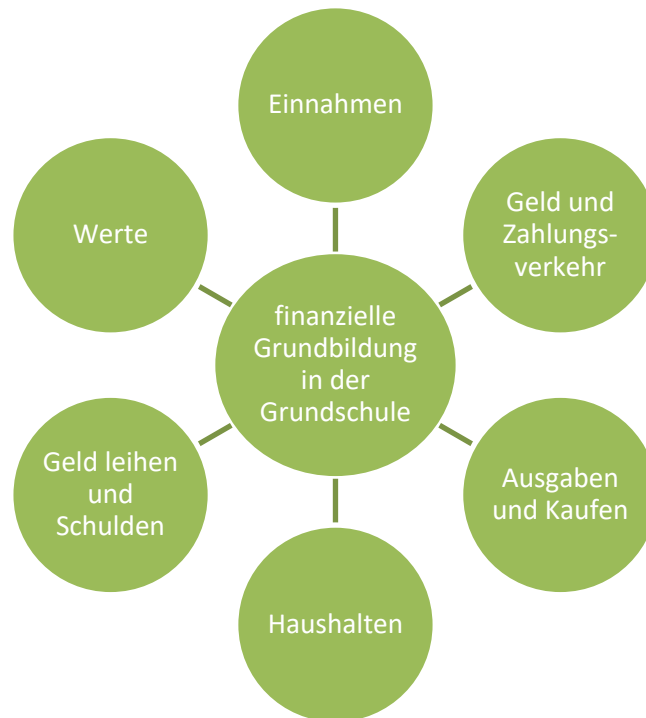 Einnahmen
Geld und
Zahlungs-
verkehr
Werte
finanzielle
Grundbildung
in der
Grundschule
Geld leihen
und
Schulden
Ausgaben
und Kaufen
Haushalten